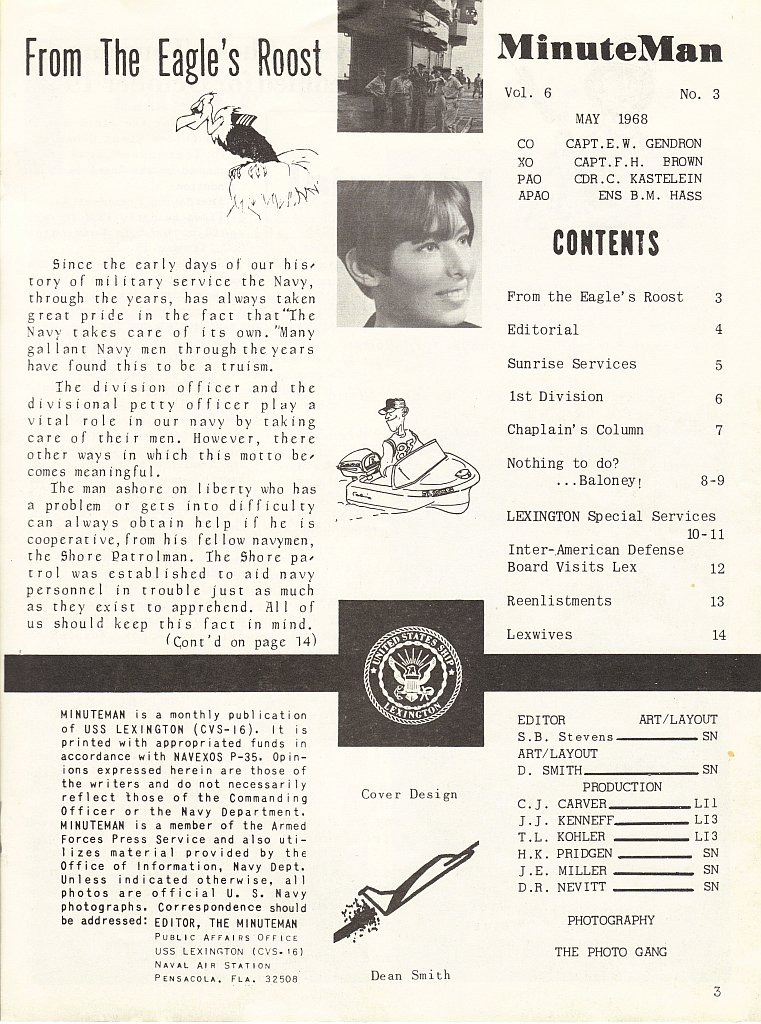 From The Eagle's Roost
Since the early days of our his-
tory of military service the Navy,
through the years, has always taken
great pride in the fact that "The
Navy takes care of its own." Many
gallant Navy men through the years
have found this to be a truism.
The division officer and the
divisional petty officer play a
vital role in our navy by taking
care of their men. However, there
other ways in which this motto be-
comes meaningful.
The man ashore on liberty who has
a problem or gets into difficulty
can always obtain help if he is
cooperative, from his fellow navymen,
the Shore Patrolman. The Shore pa-
trol was established to aid navy
personnel in trouble just as much
as they exist to apprehend. All of
us should keep this fact in mind.
(Cont'd on page 14)
MinuteMan
Vol. 6 No. 3
MAY 1968
CO CAPT.E.W. GENDRON
XO CAPT.F.H. BROWN
PAO CDR.C. KASTELEIN
APAO ENS B.M. HASS
CONTENTS
From the Eagle's Roost 3
Editorial 4
Sunrise Services 5
1st Division 6
Chaplain's Column 7
Nothing to do?
...Baloney! 8-9
LEXINGTON Special Services
10-11
Inter-American Defense
Board Visits Lex 12
Reenlistments 13
Lexwives 14
UNITED STATES SHIP
LEXINGTON
MINUTEMAN is a monthly publication
of USS LEXINGTON (CVS-16). It is
printed with appropriated funds in
accordance with NAVEXOS P-35. Opin-
ions expressed herein are those of
the writers and do not necessarily
reflect those of the Commanding
Officer or the Navy Department.
MINUTEMAN is a member of the Armed
Forces Press Service and also uti-
lizes material provided by the
Office of Information, Navy Dept.
Unless indicated otherwise, all
photos are official U. S. Navy
photographs. Correspondence should
be addressed: EDITOR, THE MINUTEMAN
PUBLIC AFFAIRS OFFICE
USS LEXINGTON (CVS-16)
NAVAL AIR STATION
PENSACOLA, FLA. 32508
Cover Design
Dean Smith
EDITOR ART/LAYOUT
S.B. Stevens SN
ART/LAYOUT
D. SMITH SN
PRODUCTION
C.J. CARVER LI1
J.J. KENNEFF LI3
T.L. KOHLER LI3
H.K. PRIDGEN SN
J.E. MILLER SN
D.R. NEVITT SN
PHOTOGRAPHY
THE PHOTO GANG
3